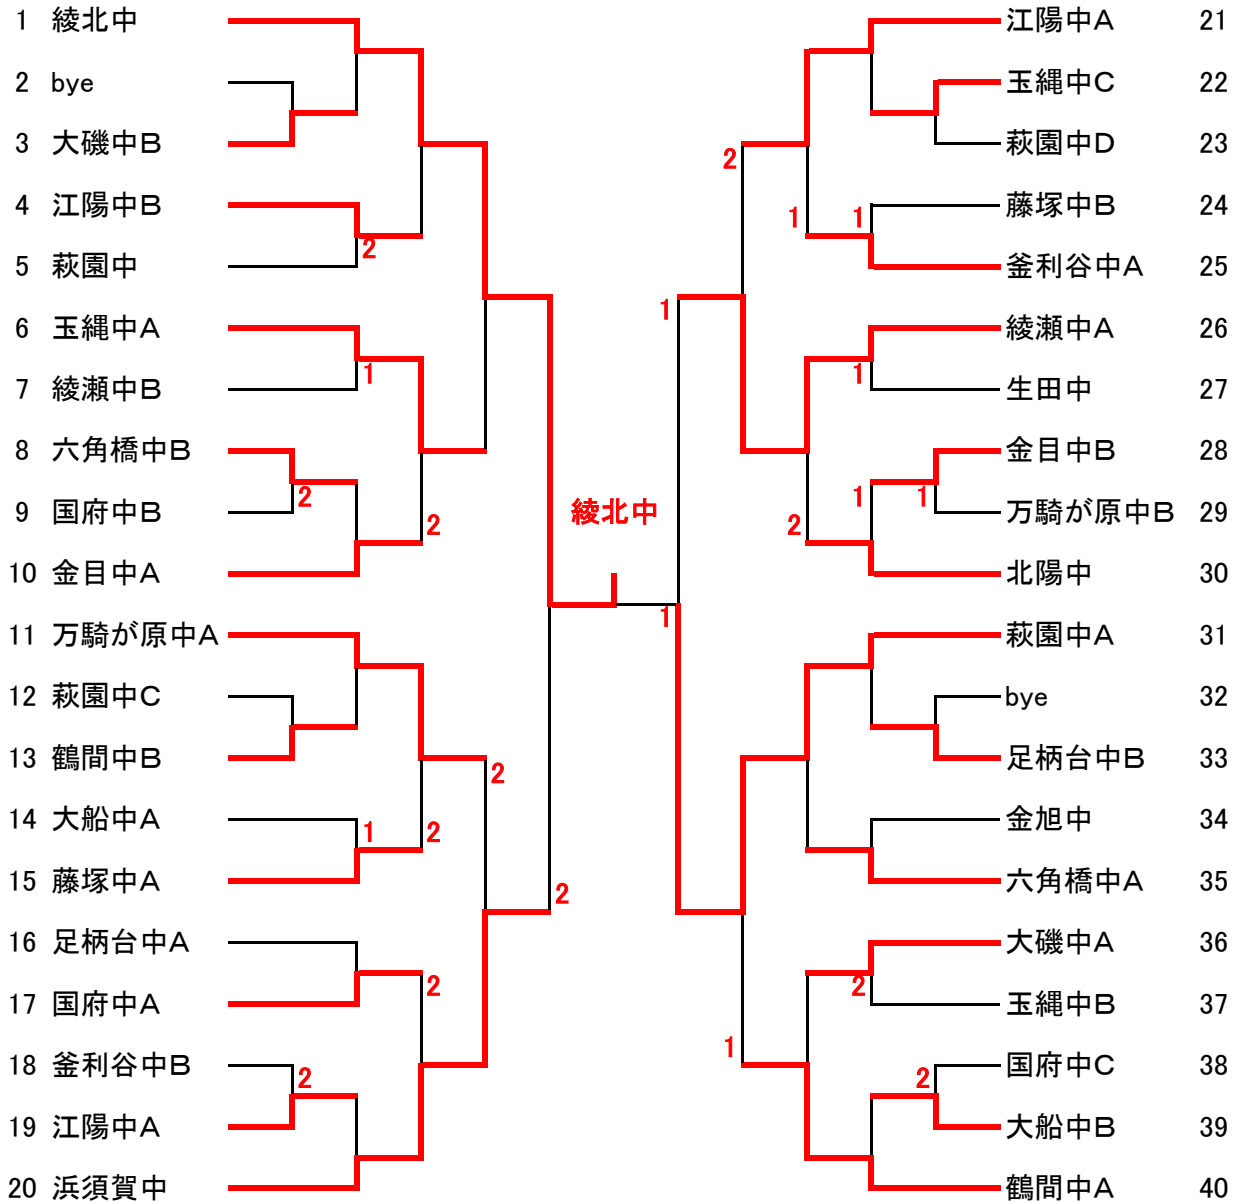 1 綾北中
2 bye
3 大磯中B
4 江陽中B
2
5 萩園中
6 玉縄中A
1
7 綾瀬中B
8 六角橋中B
2
9 国府中B
2
10 金目中A
11 万騎が原中A
12 萩園中C
13 鶴間中B
2
14 大船中A
1
2
15 藤塚中A
2
16 足柄台中A
17 国府中A
2
18 釜利谷中B
2
19 江陽中A
20 浜須賀中
綾北中
江陽中A 21
玉縄中C 22
萩園中D 23
2
藤塚中B 24
1
1
釜利谷中A 25
1
綾瀬中A 26
1
生田中 27
金目中B 28
1
1
万騎が原中B 29
2
北陽中 30
1
萩園中A 31
bye 32
足柄台中B 33
金旭中 34
六角橋中A 35
大磯中A 36
2
玉縄中B 37
1
国府中C 38
2
大船中B 39
鶴間中A 40